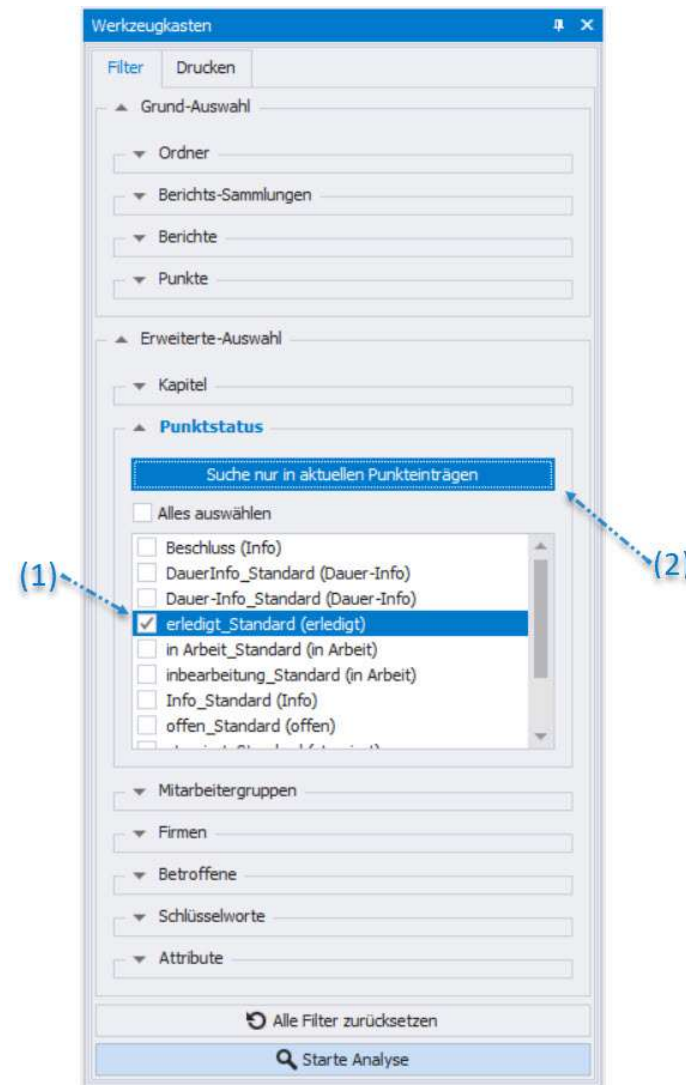 Werkzeugkasten
Filter Drucken
Grund-Auswahl
Ordner
Berichts-Sammlungen
Berichte
Punkte
Erweiterte-Auswahl
Kapitel
Punktstatus
Suche nur in aktuellen Punkteinträgen
Alles auswählen
Beschluss (Info)
DauerInfo_Standard (Dauer-Info)
Dauer-Info_Standard (Dauer-Info)
(1)
(2)
erledigt_Standard (erledigt)
in Arbeit_Standard (in Arbeit)
inbearbeitung_Standard (in Arbeit)
Info_Standard (Info)
offen_Standard (offen)
Mitarbeitergruppen
Firmen
Betroffene
Schlüsselworte
Attribute
Alle Filter zurücksetzen
Starte Analyse